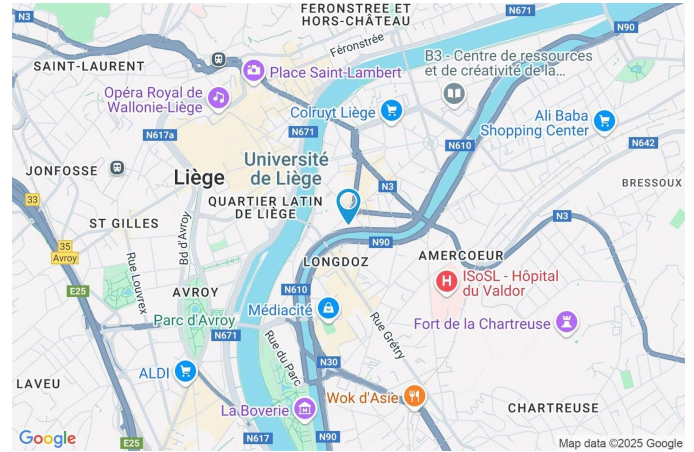 FERONSTREE ET
HORS-CHÂTEAU
N671
N3
N90
Féronstrée
B3 - Centre de ressources
et de créativité de la...
SAINT-LAURENT
Place Saint-Lambert
Opéra Royal de
Wallonie-Liège
Colruyt Liège
Ali Baba
Shopping Center
N617a
N671
N610
N642
Université
de Liège
JONFOSSE
Liège
N3
BRESSOUX
33
QUARTIER LATIN
DE LIÈGE
N3
ST GILLES
Bd d'Avroy
35
Avroy
N90
AMERCOEUR
LONGDOZ
Rue Louvrex
ISoSL - Hôpital
du Valdor
E25
AVROY
N610
Médiacité
Parc d'Avroy
Fort de la Chartreuse
N671
Rue du Parc
Rue Grétry
ALDI
N30
LAVEU
Wok d'Asie
La Boverie
CHARTREUSE
Google
E25
N617
N90
Map data ©2025 Google